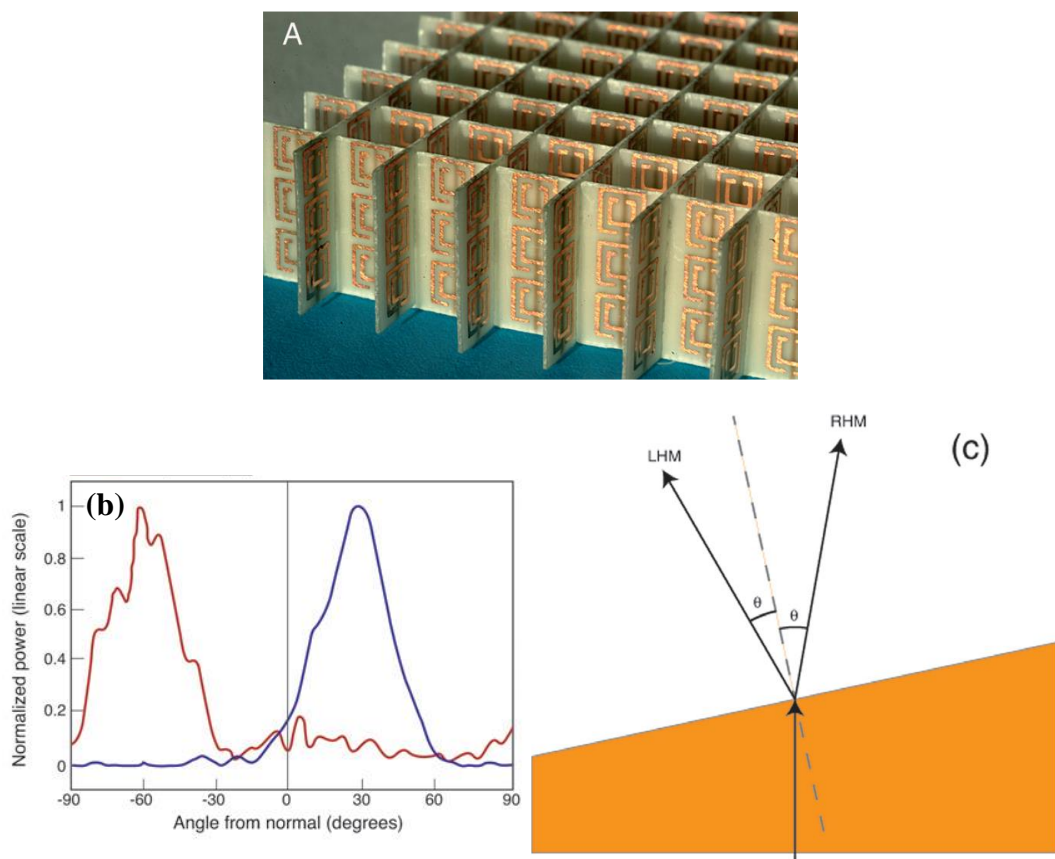 A
(b)
Normalized power (linear scale)
1
0.8
0.6
0.4
0.2
0
-90
-60
-30
0
30
60
90
Angle from normal (degrees)
(c)
RHM
LHM
θ
θ